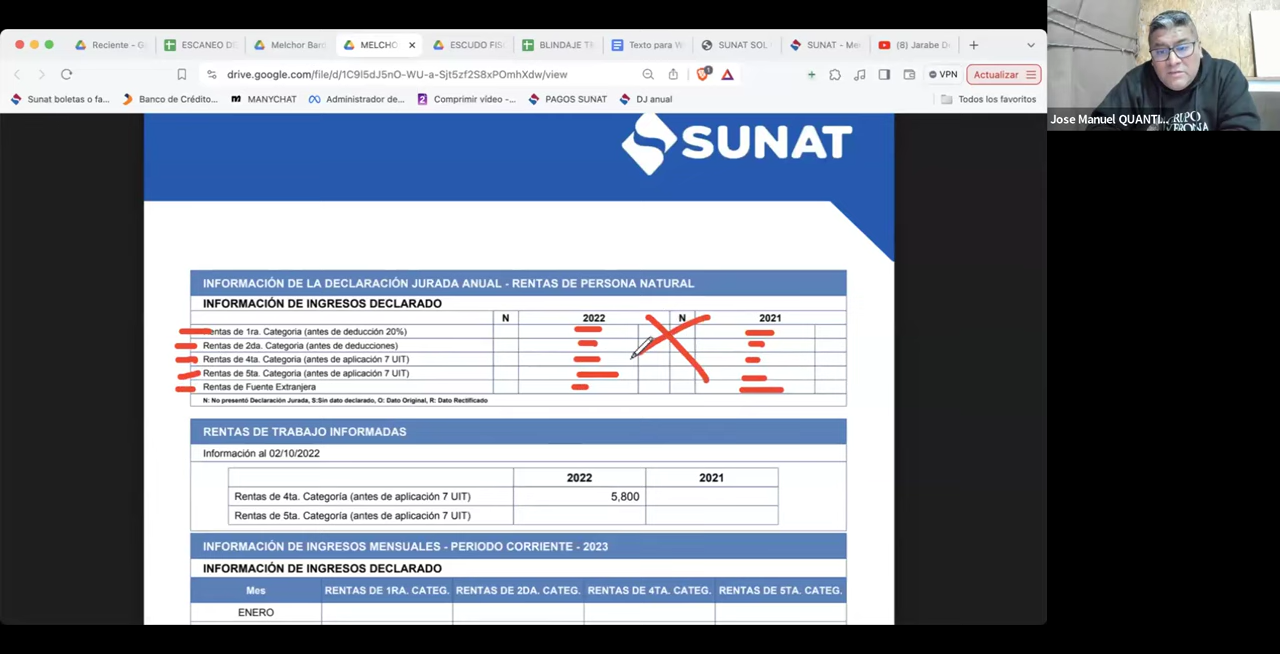 Reciente - G
ESCANEO DE
Melchor Bard
MELCHO
ESCUDO FISC
BLINDAJE TR
Texto para W
SUNAT SOL
SUNAT - Me
(8) Jarabe D
drive.google.com/file/d/1C9I5dJ5nO-WU-a-Sjt5zf2S8xPOmhXdw/view
VPN
Actualizar
Sunat boletas o fa...
Banco de Crédito...
MANYCHAT
Administrador de...
Comprimir vídeo -...
PAGOS SUNAT
DJ anual
Todos los favoritos
Jose Manuel QUANTI...
SUNAT
INFORMACIÓN DE LA DECLARACIÓN JURADA ANUAL - RENTAS DE PERSONA NATURAL
INFORMACIÓN DE INGRESOS DECLARADO
N 2022 N 2021
Rentas de 1ra. Categoria (antes de deducción 20%)
Rentas de 2da. Categoria (antes de deducciones)
Rentas de 4ta. Categoria (antes de aplicación 7 UIT)
Rentas de 5ta. Categoria (antes de aplicación 7 UIT)
Rentas de Fuente Extranjera
N: No presentó Declaración Jurada, S:Sin dato declarado, O: Dato Original, R: Dato Rectificado
RENTAS DE TRABAJO INFORMADAS
Información al 02/10/2022
2022 2021
Rentas de 4ta. Categoría (antes de aplicación 7 UIT) 5,800
Rentas de 5ta. Categoría (antes de aplicación 7 UIT)
INFORMACIÓN DE INGRESOS MENSUALES - PERIODO CORRIENTE - 2023
INFORMACIÓN DE INGRESOS DECLARADO
Mes RENTAS DE 1RA. CATEG. RENTAS DE 2DA. CATEG. RENTAS DE 4TA. CATEG. RENTAS DE 5TA. CATEG.
ENERO